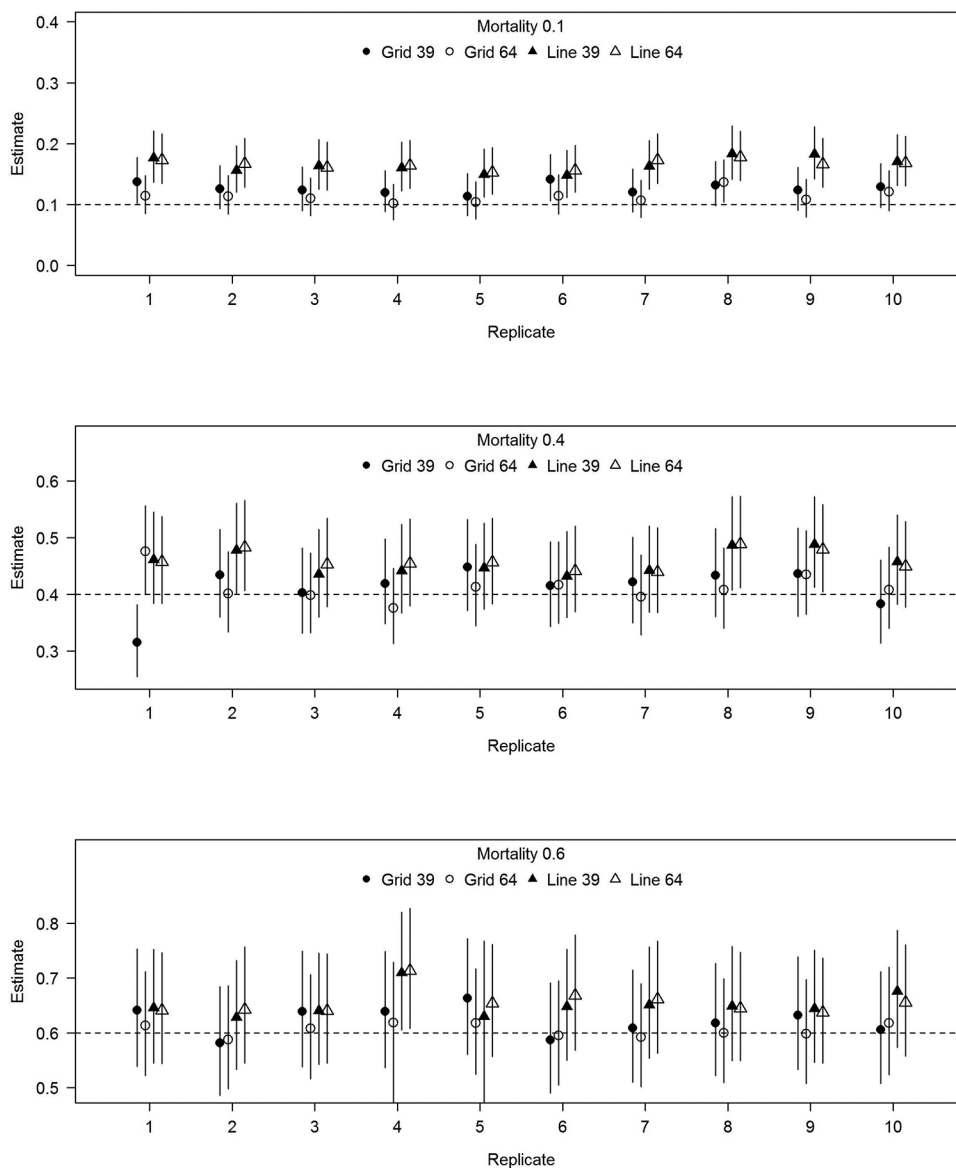 Mortality 0.1
Grid 39 Grid 64 Line 39 Line 64
0.4
0.3
0.2
0.1
0.0
Estimate
1 2 3 4 5 6 7 8 9 10
Replicate
Mortality 0.4
Grid 39 Grid 64 Line 39 Line 64
0.6
0.5
0.4
0.3
Estimate
1 2 3 4 5 6 7 8 9 10
Replicate
Mortality 0.6
Grid 39 Grid 64 Line 39 Line 64
0.8
0.7
0.6
0.5
Estimate
1 2 3 4 5 6 7 8 9 10
Replicate